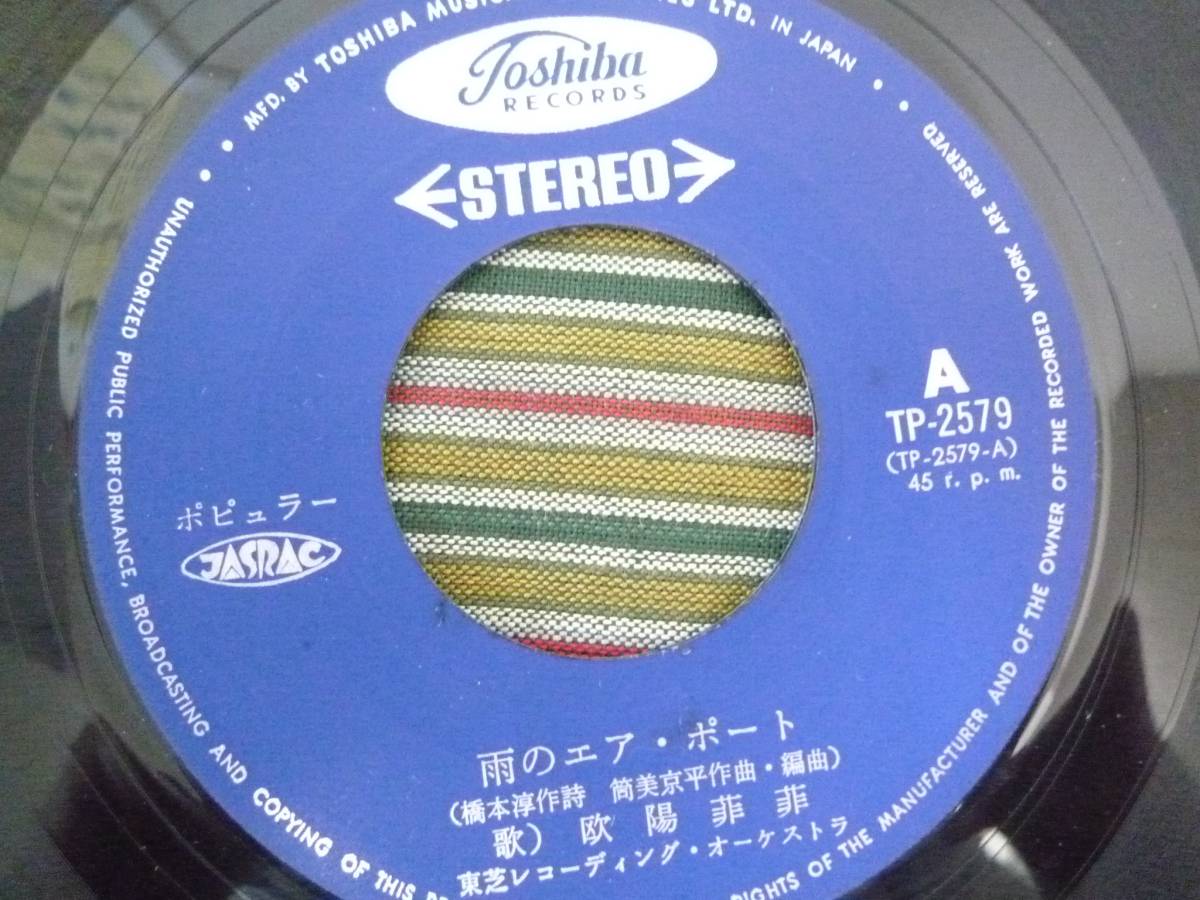 MFD. BY TOSHIBA MUSICAL LTD. IN JAPAN
Toshiba
RECORDS
STEREO
A
TP-2579
(TP-2579-A)
45 r. p. m.
ポピュラー
JASRAC
雨のエア・ポート
(橋本淳作詩 筒美京平作曲・編曲)
歌) 欧陽菲菲
東芝レコーディング・オーケストラ
UNAUTHORIZED PUBLIC PERFORMANCE, BROADCASTING AND COPYING OF THIS
RIGHTS OF THE MANUFACTURER AND OF THE OWNER OF THE RECORDED WORK ARE RESERVED